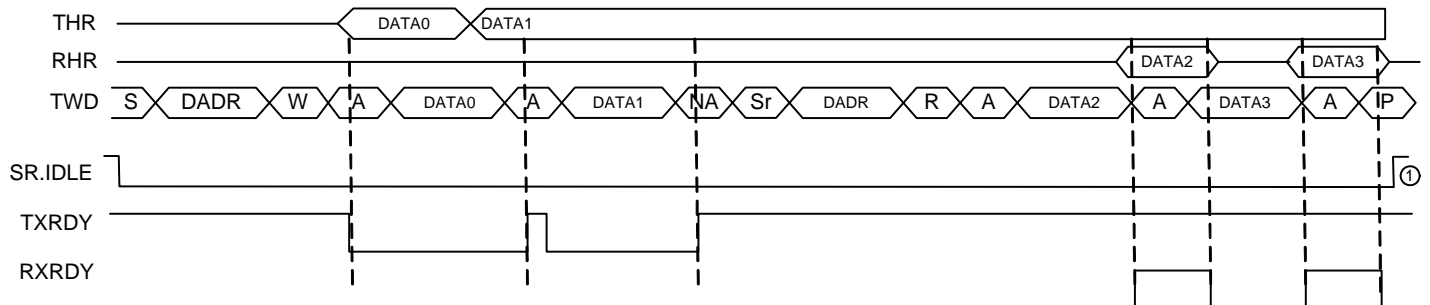 THR DATA0 DATA1
RHR DATA2 DATA3
TWD S DADR W A DATA0 A DATA1 NA Sr DADR R A DATA2 A DATA3 A P
SR.IDLE ①
TXRDY
RXRDY